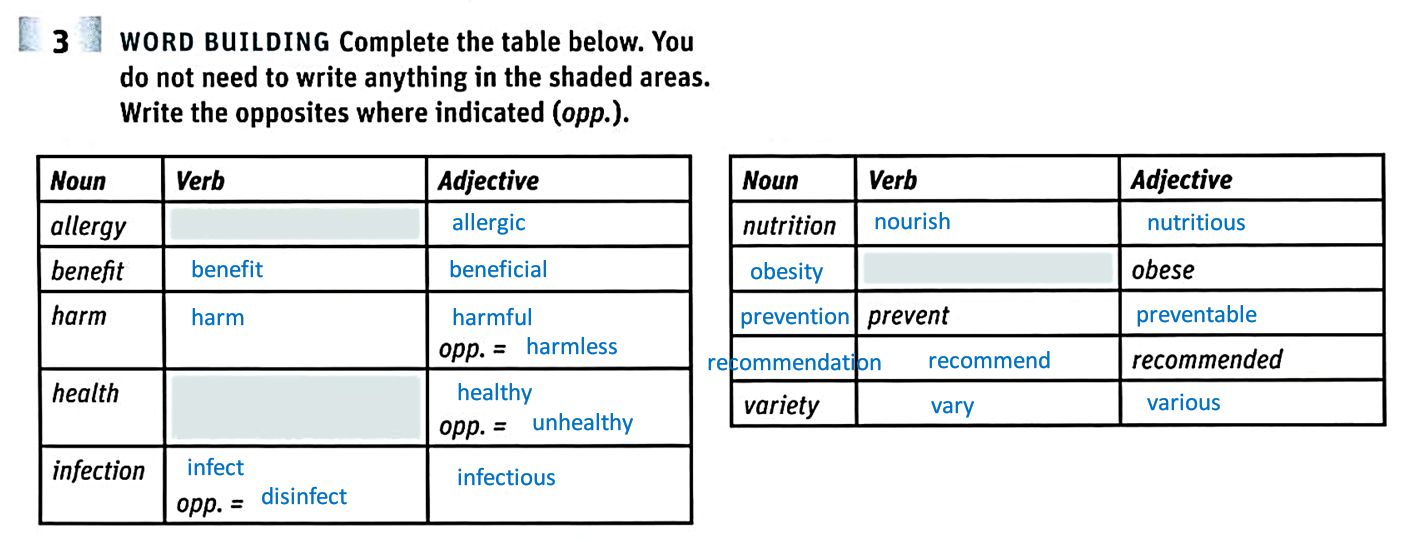 3 WORD BUILDING Complete the table below. You
do not need to write anything in the shaded areas.
Write the opposites where indicated (opp.).
Noun Verb Adjective
allergy allergic
benefit benefit beneficial
harm harm harmful
opp. = harmless
health healthy
opp. = unhealthy
infection infect infectious
opp. = disinfect
Noun Verb Adjective
nutrition nourish nutritious
obesity obese
prevention prevent preventable
recommendation recommend recommended
variety vary various